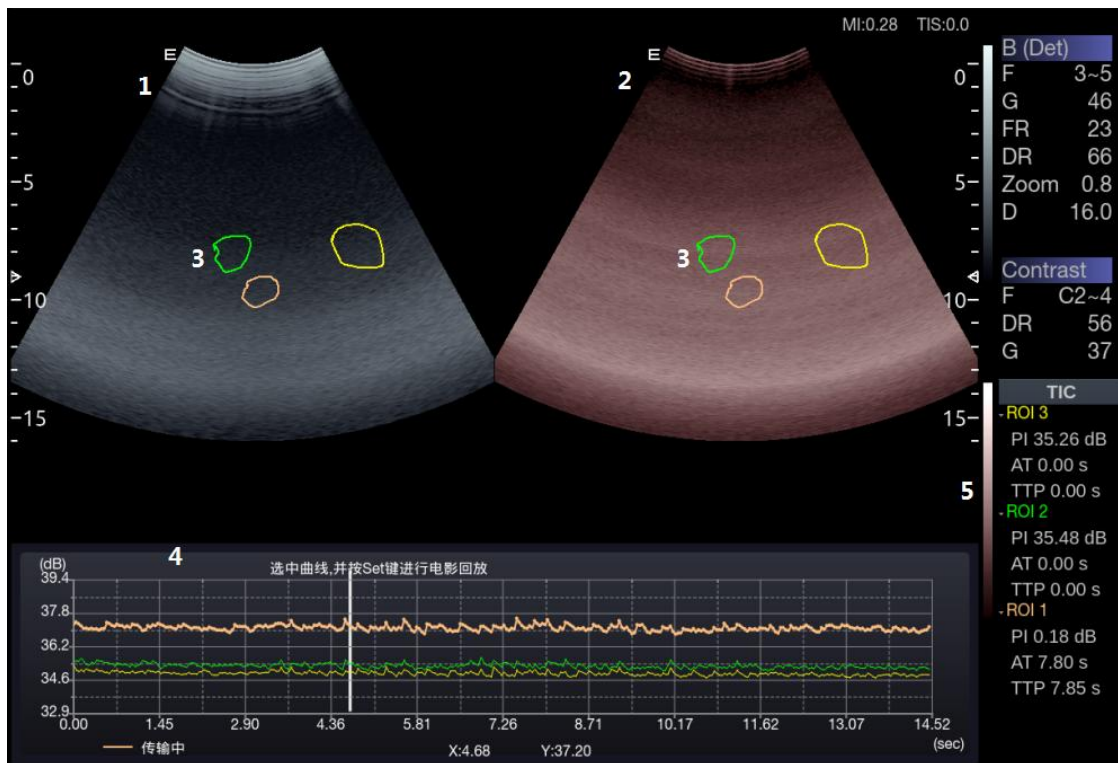 MI:0.28 TIS:0.0
E
1
0
5
10
15
3
E
2
0
5
10
15
3
B (Det)
F 3~5
G 46
FR 23
DR 66
Zoom 0.8
D 16.0
Contrast
F C2~4
DR 56
G 37
5
TIC
ROI 3
PI 35.26 dB
AT 0.00 s
TTP 0.00 s
ROI 2
PI 35.48 dB
AT 0.00 s
TTP 0.00 s
ROI 1
PI 0.18 dB
AT 7.80 s
TTP 7.85 s
4
(dB)
选中曲线,并按Set键进行电影回放
39.4
37.8
36.2
34.6
32.9
0.00 1.45 2.90 4.36 5.81 7.26 8.71 10.17 11.62 13.07 14.52
(sec)
传输中 X:4.68 Y:37.20